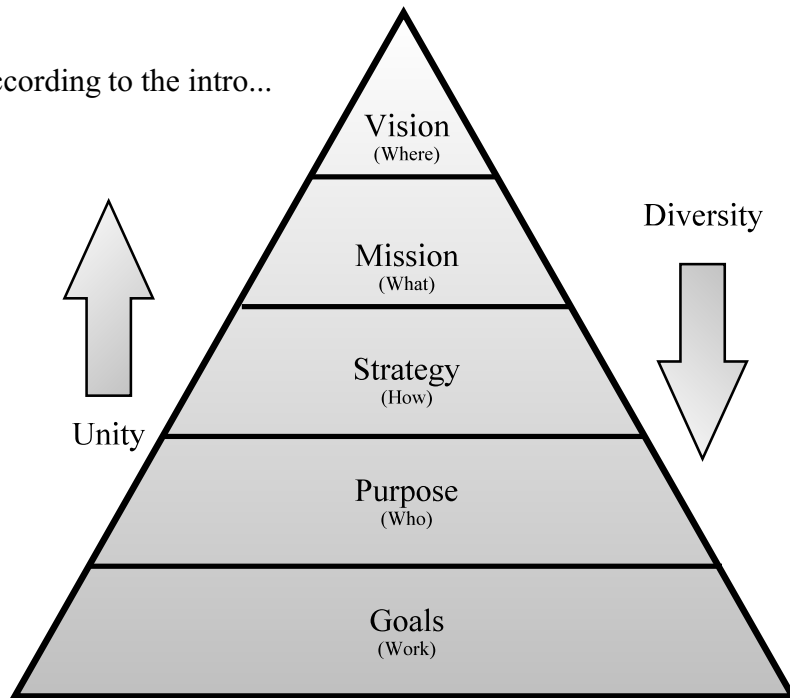 ccording to the intro...
Vision
(Where)
Diversity
Mission
(What)
Strategy
(How)
Unity
Purpose
(Who)
Goals
(Work)